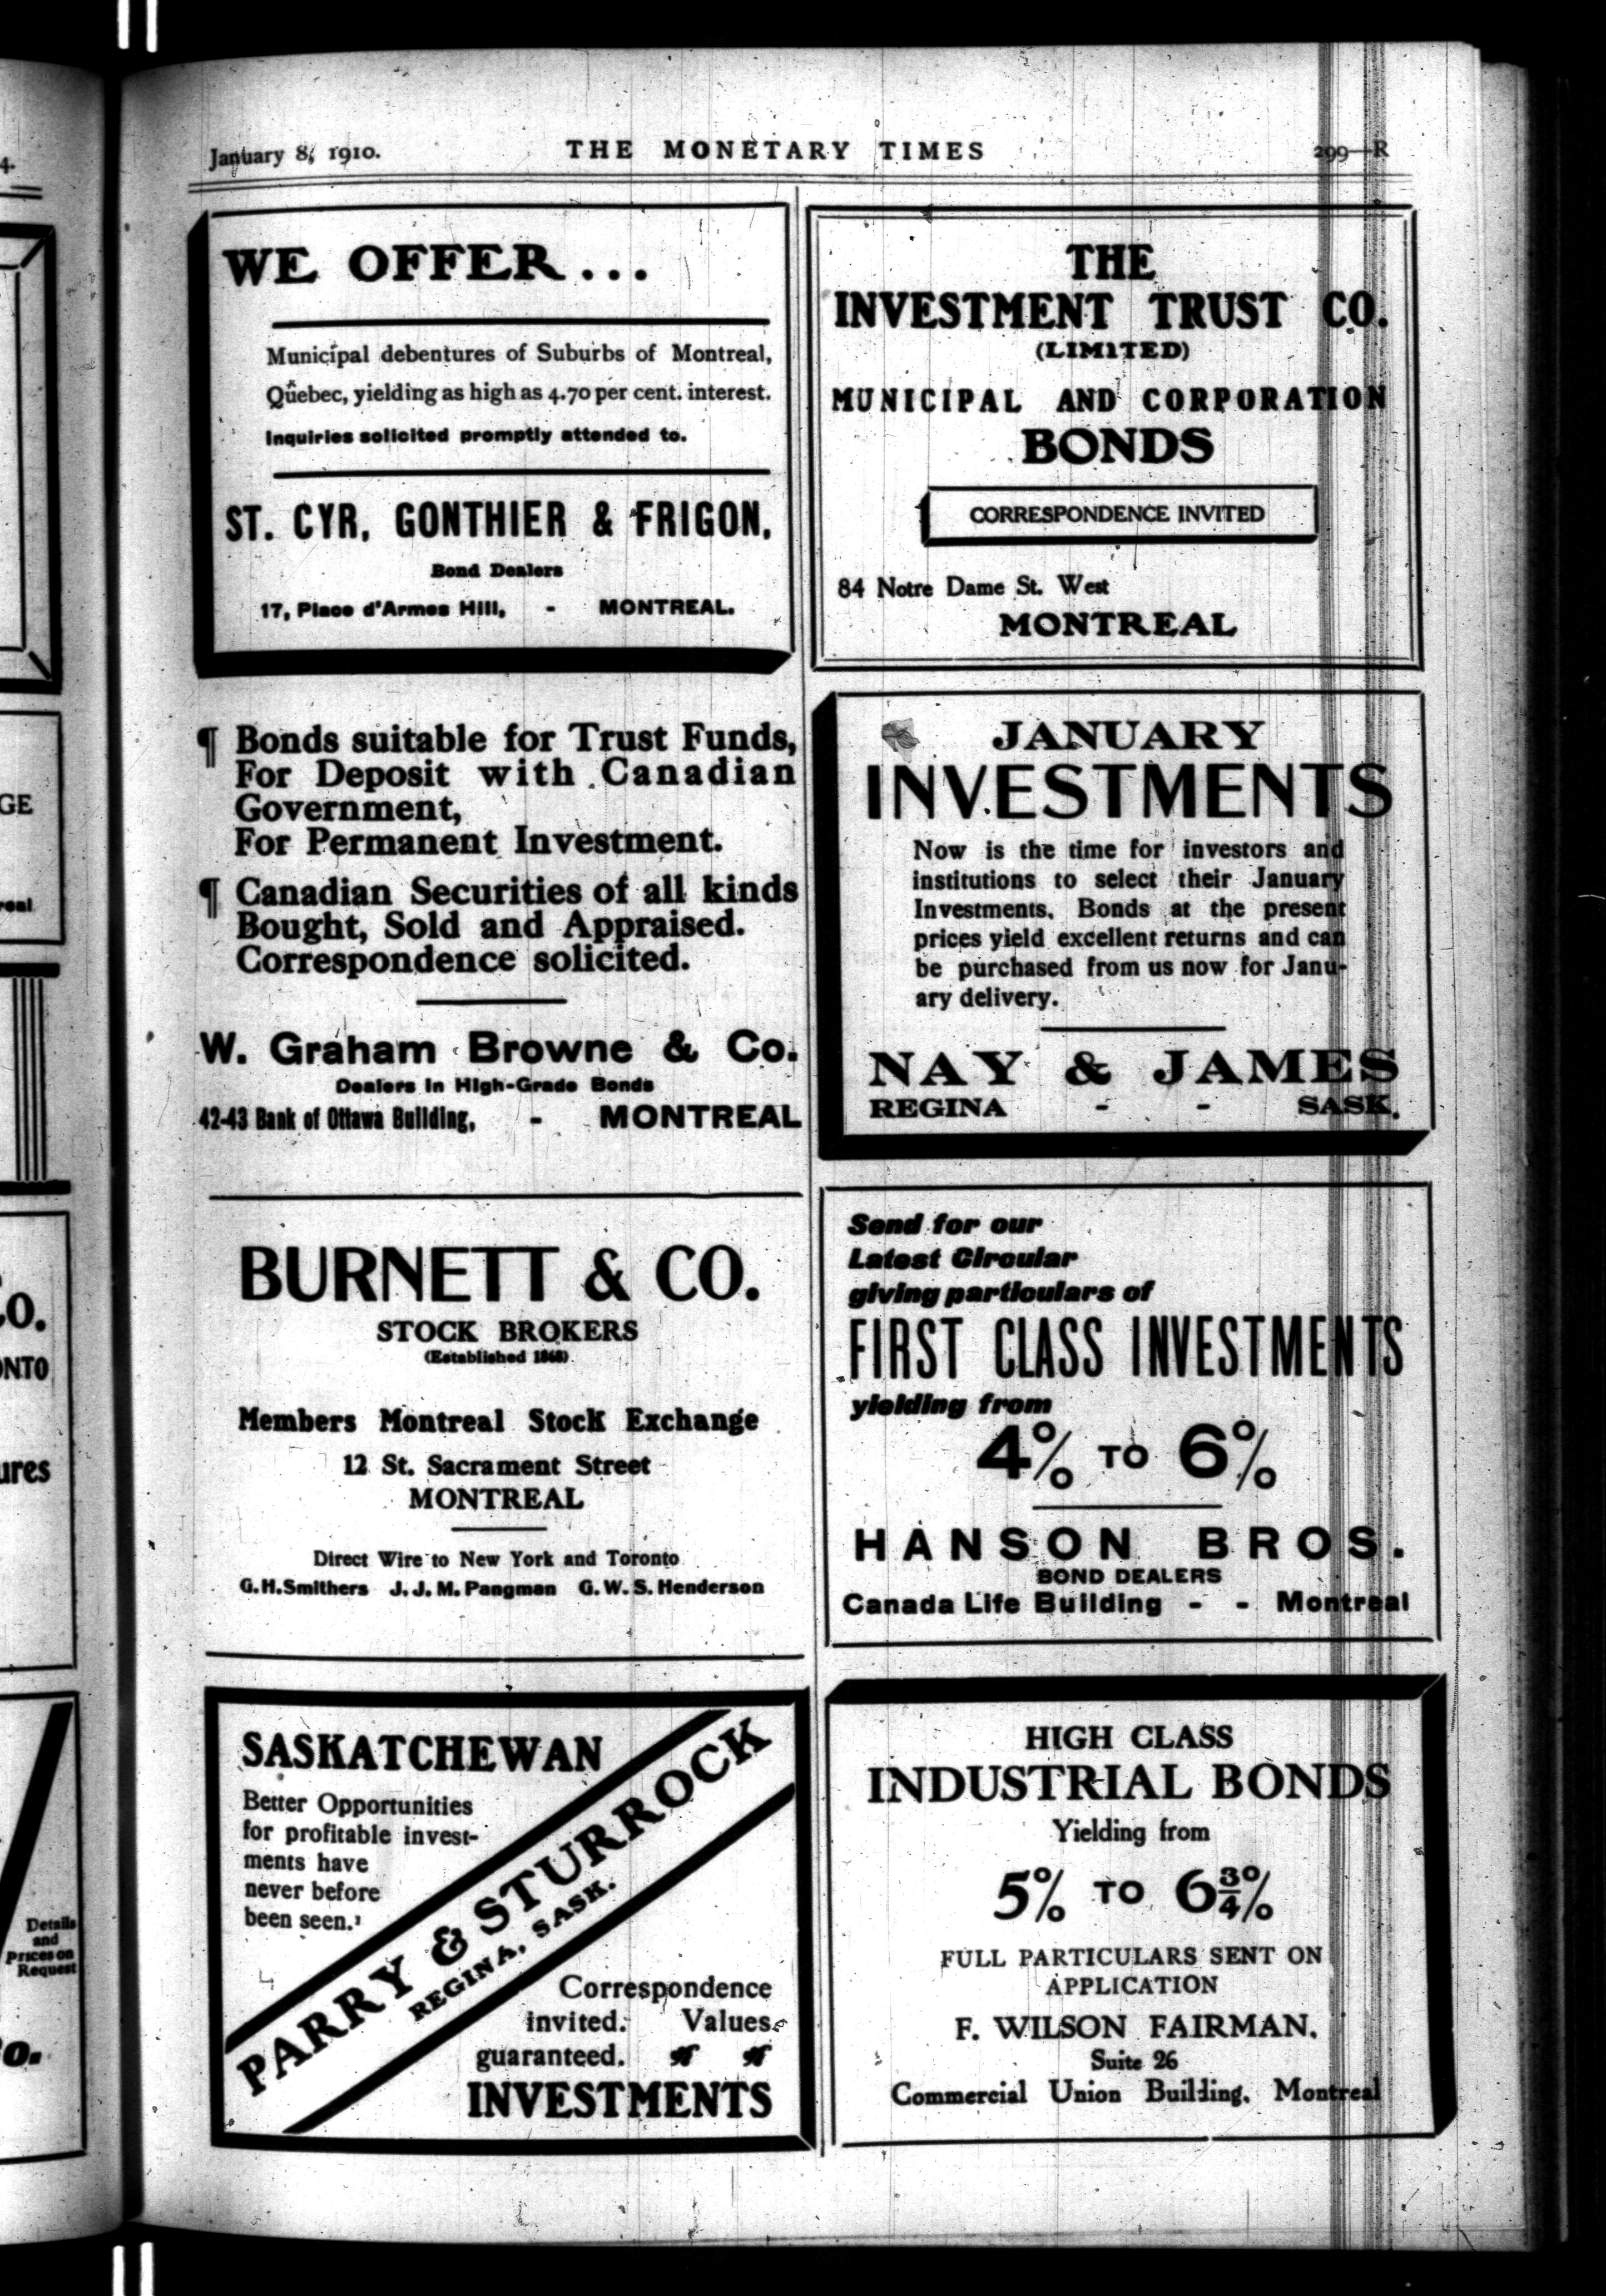 January 8, 1910.
THE MONETARY TIMES
299—R
WE OFFER...
Municipal debentures of Suburbs of Montreal,
Quebec, yielding as high as 4.70 per cent. interest.
Inquiries solicited promptly attended to.
ST. CYR, GONTHIER & FRIGON,
Bond Dealers
17, Place d'Armes Hill, - MONTREAL.
THE
INVESTMENT TRUST CO.
(LIMITED)
MUNICIPAL AND CORPORATION
BONDS
CORRESPONDENCE INVITED
84 Notre Dame St. West
MONTREAL
¶ Bonds suitable for Trust Funds,
For Deposit with Canadian
Government,
For Permanent Investment.
¶ Canadian Securities of all kinds
Bought, Sold and Appraised.
Correspondence solicited.
W. Graham Browne & Co.
Dealers in High-Grade Bonds
42-43 Bank of Ottawa Building, - MONTREAL
JANUARY
INVESTMENTS
Now is the time for investors and
institutions to select their January
Investments. Bonds at the present
prices yield excellent returns and can
be purchased from us now for Janu-
ary delivery.
NAY & JAMES
REGINA - - SASK.
BURNETT & CO.
STOCK BROKERS
(Established 1868)
Members Montreal Stock Exchange
12 St. Sacrament Street
MONTREAL
Direct Wire to New York and Toronto
G.H.Smithers J.J.M.Pangman G.W.S.Henderson
Send for our
Latest Circular
giving particulars of
FIRST CLASS INVESTMENTS
yielding from
4% TO 6%
HANSON BROS.
BOND DEALERS
Canada Life Building - - Montreal
SASKATCHEWAN
Better Opportunities
for profitable invest-
ments have
never before
been seen.
PARRY & STURROCK
REGINA, SASK.
Correspondence
invited. Values
guaranteed.
INVESTMENTS
HIGH CLASS
INDUSTRIAL BONDS
Yielding from
5% TO 6¾%
FULL PARTICULARS SENT ON
APPLICATION
F. WILSON FAIRMAN,
Suite 26
Commercial Union Building, Montreal
Details
and
Prices on
Request